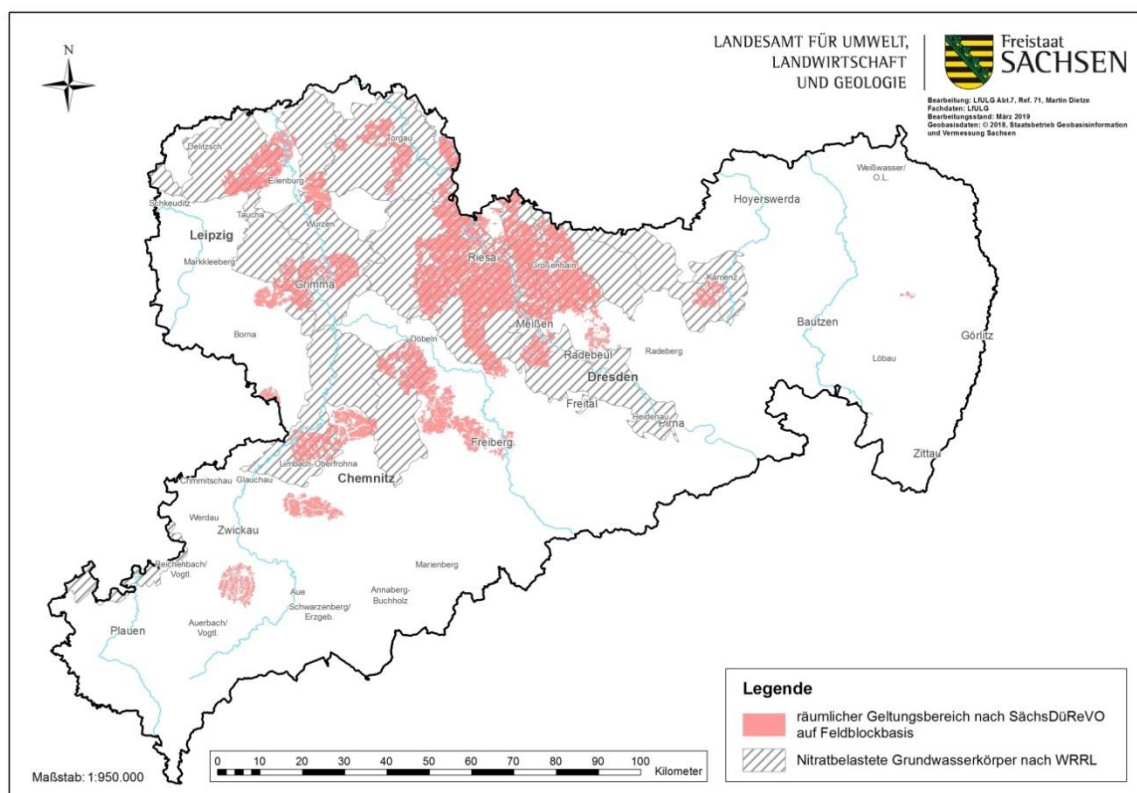 N
LANDESAMT FÜR UMWELT,
LANDWIRTSCHAFT
UND GEOLOGIE
Freistaat
SACHSEN
Bearbeitung: LfULG Abt.7, Ref. 71, Martin Dietze
Fachdaten: LfULG
Bearbeitungsstand: März 2019
Geobasisdaten: © 2018, Staatsbetrieb Geobasisinformation
und Vermessung Sachsen
Delitzsch
Torgau
Eilenburg
Weißwasser/
O.L.
Schkeuditz
Taucha
Wurzen
Hoyerswerda
Leipzig
Markkleeberg
Riesa
Großenhain
Kamenz
Grimma
Meißen
Bautzen
Görlitz
Borna
Döbeln
Radebeul
Radeberg
Löbau
Dresden
Freital
Heidenau
Pirna
Freiberg
Zittau
Limbach-Oberfrohna
Chemnitz
Crimmitschau
Glauchau
Werdau
Zwickau
Reichenbach/
Vogtl.
Marienberg
Aue
Annaberg-
Buchholz
Schwarzenberg/
Erzgeb.
Auerbach/
Vogtl.
Plauen
Legende
räumlicher Geltungsbereich nach SächsDüReVO
auf Feldblockbasis
Nitratbelastete Grundwasserkörper nach WRRL
Maßstab: 1:950.000
0 10 20 30 40 50 60 70 80 90 100
Kilometer